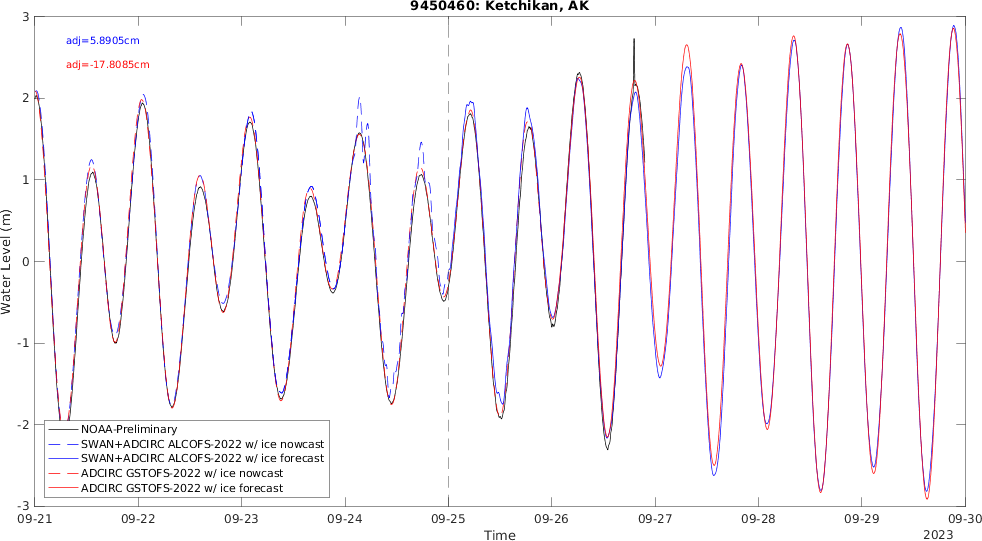 9450460: Ketchikan, AK
adj=5.8905cm
adj=-17.8085cm
3
2
1
0
-1
-2
-3
Water Level (m)
NOAA-Preliminary
SWAN+ADCIRC ALCOFS-2022 w/ ice nowcast
SWAN+ADCIRC ALCOFS-2022 w/ ice forecast
ADCIRC GSTOFS-2022 w/ ice nowcast
ADCIRC GSTOFS-2022 w/ ice forecast
09-21 09-22 09-23 09-24 09-25 09-26 09-27 09-28 09-29 09-30
Time
2023